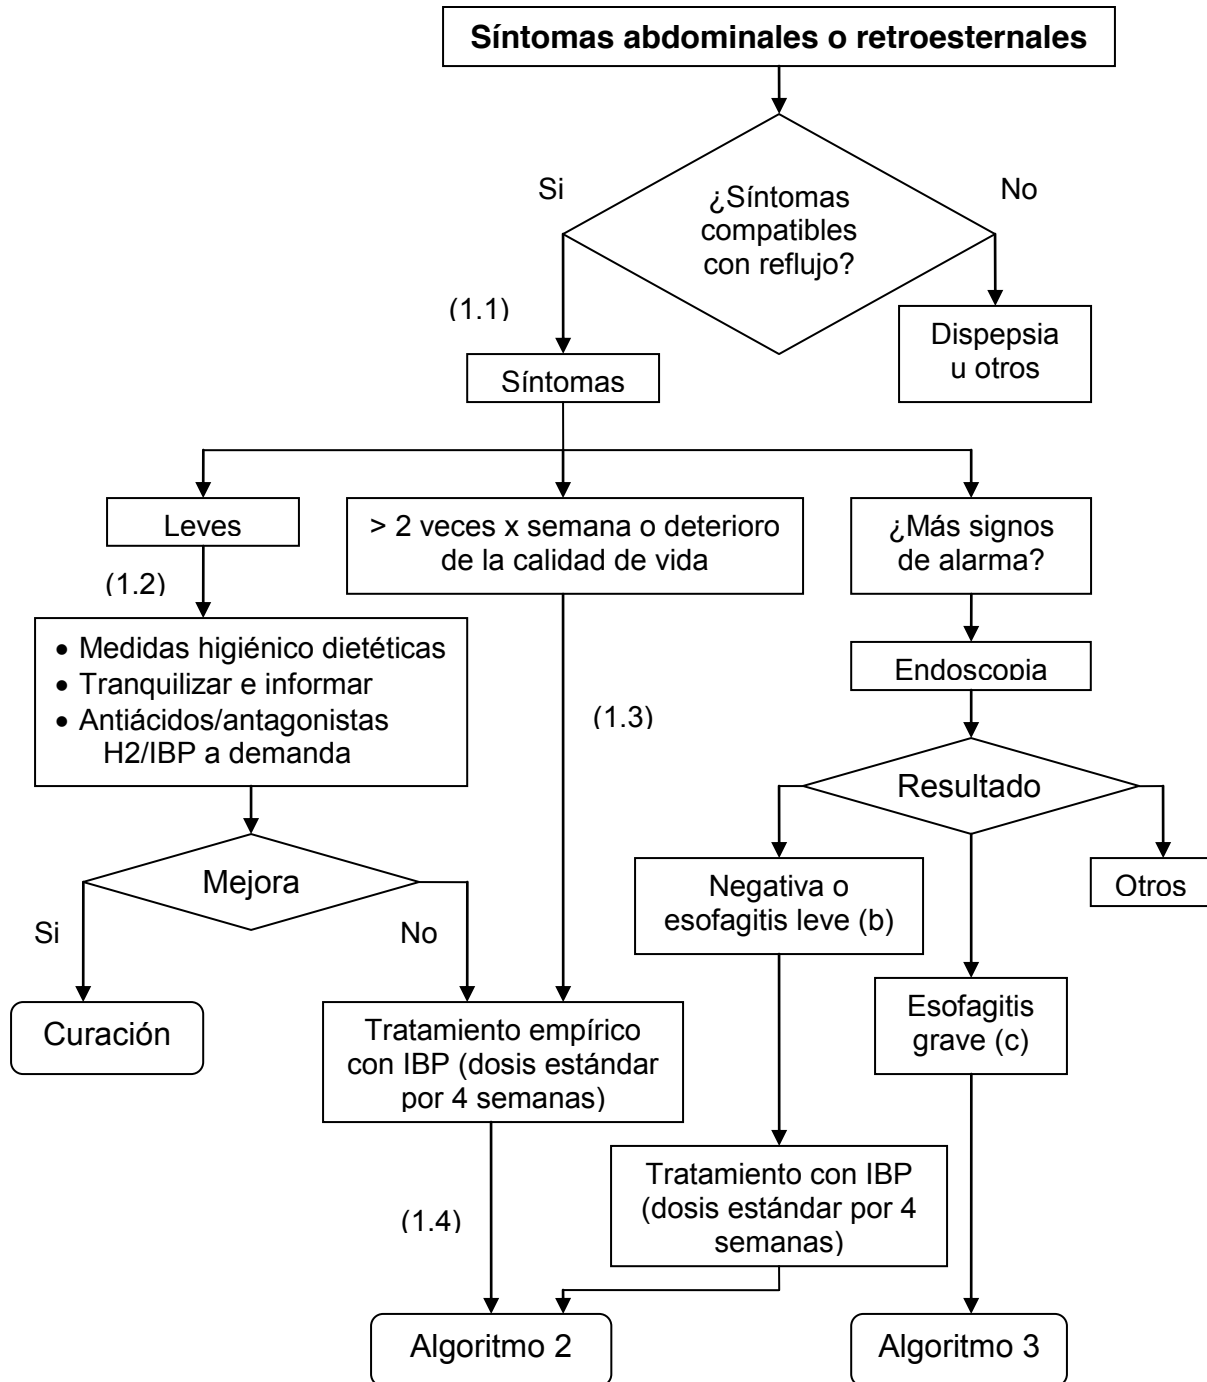 Síntomas abdominales o retroesternales
Si
No
¿Síntomas
compatibles
con reflujo?
(1.1)
Dispepsia
u otros
Síntomas
Leves
> 2 veces x semana o deterioro
de la calidad de vida
¿Más signos
de alarma?
(1.2)
• Medidas higiénico dietéticas
• Tranquilizar e informar
• Antiácidos/antagonistas
H2/IBP a demanda
Endoscopia
(1.3)
Resultado
Mejora
Si
No
Negativa o
esofagitis leve (b)
Otros
Curación
Tratamiento empírico
con IBP (dosis estándar
por 4 semanas)
Esofagitis
grave (c)
Tratamiento con IBP
(dosis estándar por 4
semanas)
(1.4)
Algoritmo 2
Algoritmo 3